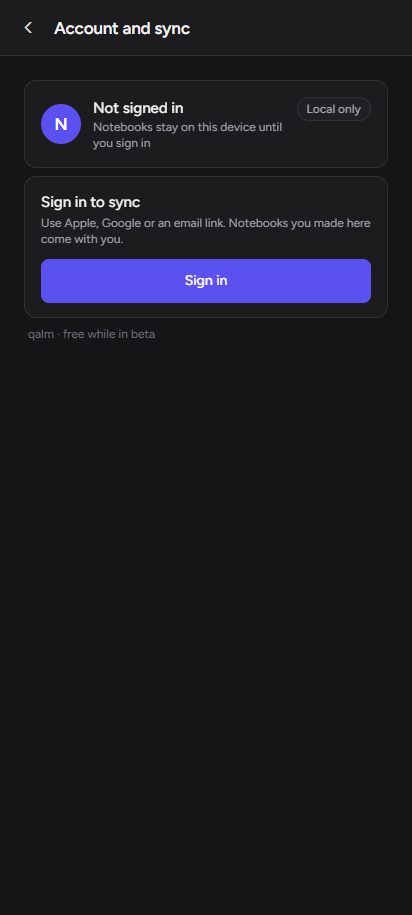 Account and sync
N
Not signed in
Local only
Notebooks stay on this device until
you sign in
Sign in to sync
Use Apple, Google or an email link. Notebooks you made here
come with you.
Sign in
qalm · free while in beta